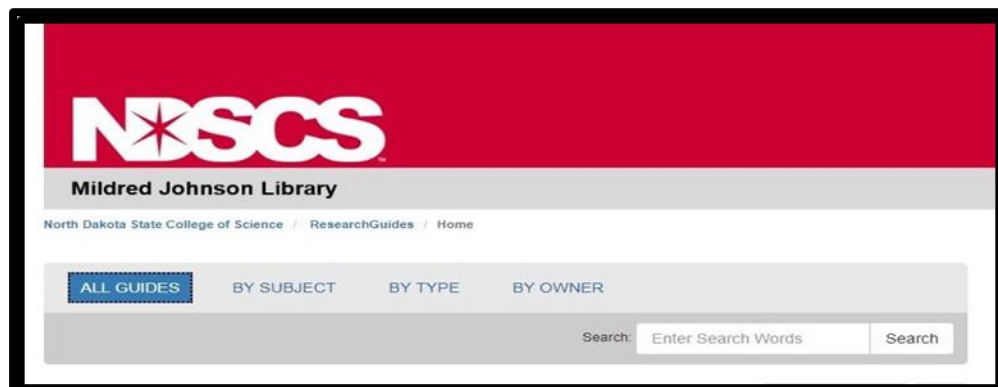 NDSCS
Mildred Johnson Library
North Dakota State College of Science / ResearchGuides / Home
ALL GUIDES BY SUBJECT BY TYPE BY OWNER
Search: Enter Search Words Search